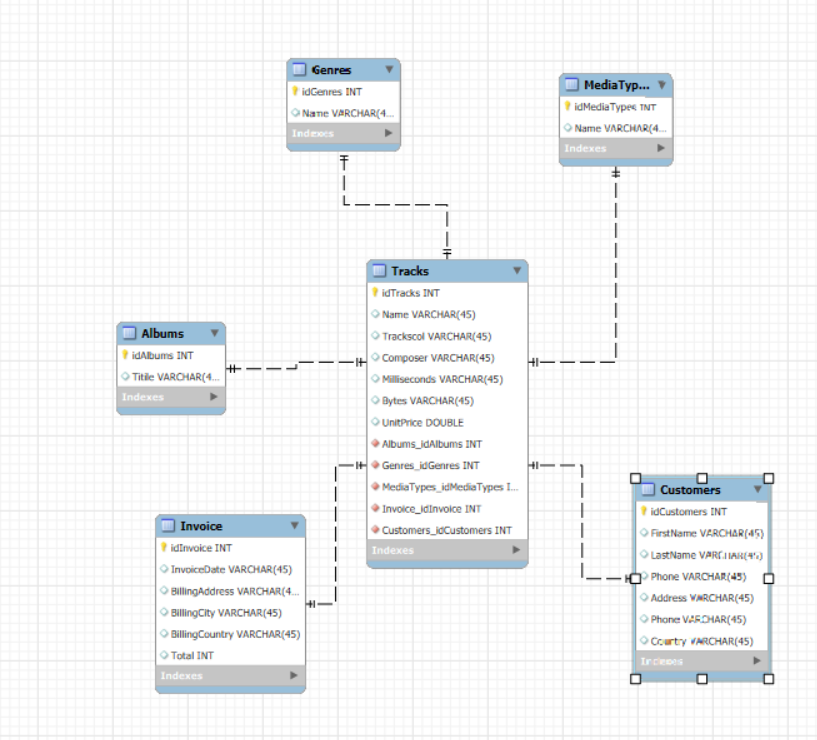 Genres
idGenres INT
Name VARCHAR(4...
Indexes
MediaTyp...
idMediaTypes INT
Name VARCHAR(4...
Indexes
Tracks
idTracks INT
Name VARCHAR(45)
Trackscol VARCHAR(45)
Composer VARCHAR(45)
Milliseconds VARCHAR(45)
Bytes VARCHAR(45)
UnitPrice DOUBLE
Albums_idAlbums INT
Genres_idGenres INT
MediaTypes_idMediaTypes I...
Invoice_idInvoice INT
Customers_idCustomers INT
Indexes
Albums
idAlbums INT
Titile VARCHAR(4...
Indexes
Invoice
idInvoice INT
InvoiceDate VARCHAR(45)
BillingAddress VARCHAR(4...
BillingCity VARCHAR(45)
BillingCountry VARCHAR(45)
Total INT
Indexes
Customers
idCustomers INT
FirstName VARCHAR(45)
LastName VARCHAR(45)
Phone VARCHAR(45)
Address VARCHAR(45)
Phone VARCHAR(45)
Country VARCHAR(45)
Indexes